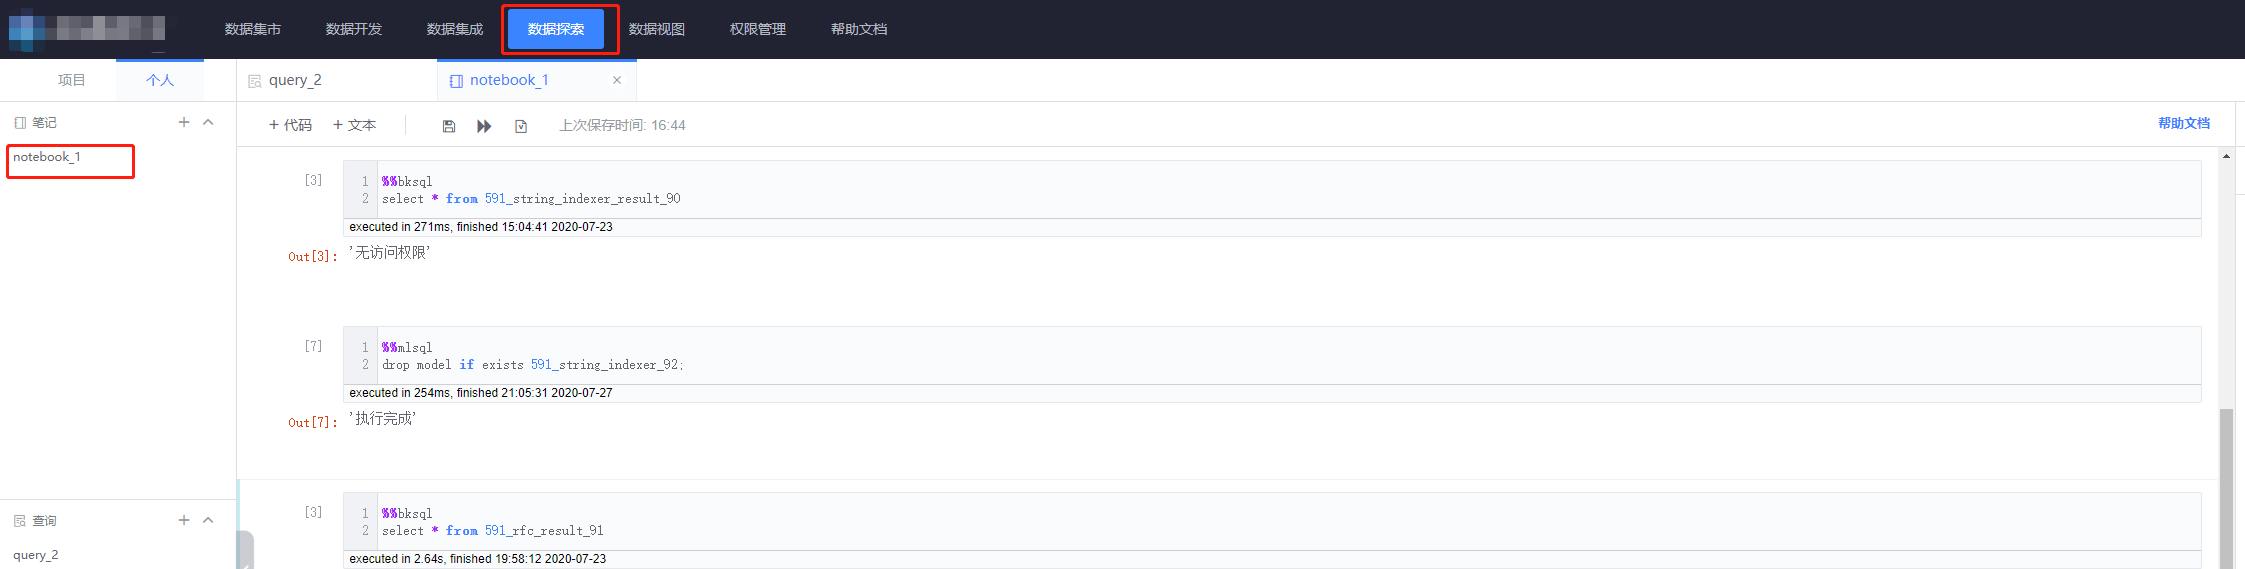 数据集市 数据开发 数据集成 数据探索 数据视图 权限管理 帮助文档
项目 个人
query_2 notebook_1 ×
笔记 +
notebook_1
+ 代码 + 文本 上次保存时间: 16:44 帮助文档
[3] 1 %%bksql
2 select * from 591_string_indexer_result_90
executed in 271ms, finished 15:04:41 2020-07-23
Out[3]: '无访问权限'
[7] 1 %%mlsql
2 drop model if exists 591_string_indexer_92;
executed in 254ms, finished 21:05:31 2020-07-27
Out[7]: '执行完成'
[3] 1 %%bksql
2 select * from 591_rfc_result_91
executed in 2.64s, finished 19:58:12 2020-07-23
查询 +
query_2